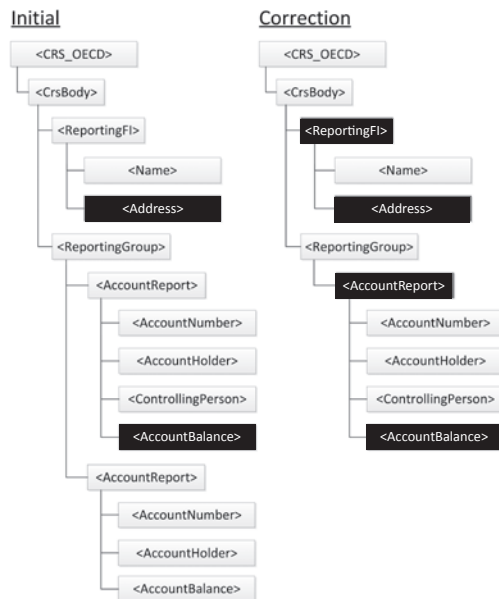 Initial
<CRS_OECD>
<CrsBody>
<ReportingFI>
<Name>
<Address>
<ReportingGroup>
<AccountReport>
<AccountNumber>
<AccountHolder>
<ControllingPerson>
<AccountBalance>
<AccountReport>
<AccountNumber>
<AccountHolder>
<AccountBalance>
Correction
<CRS_OECD>
<CrsBody>
<ReportingFI>
<Name>
<Address>
<ReportingGroup>
<AccountReport>
<AccountNumber>
<AccountHolder>
<ControllingPerson>
<AccountBalance>